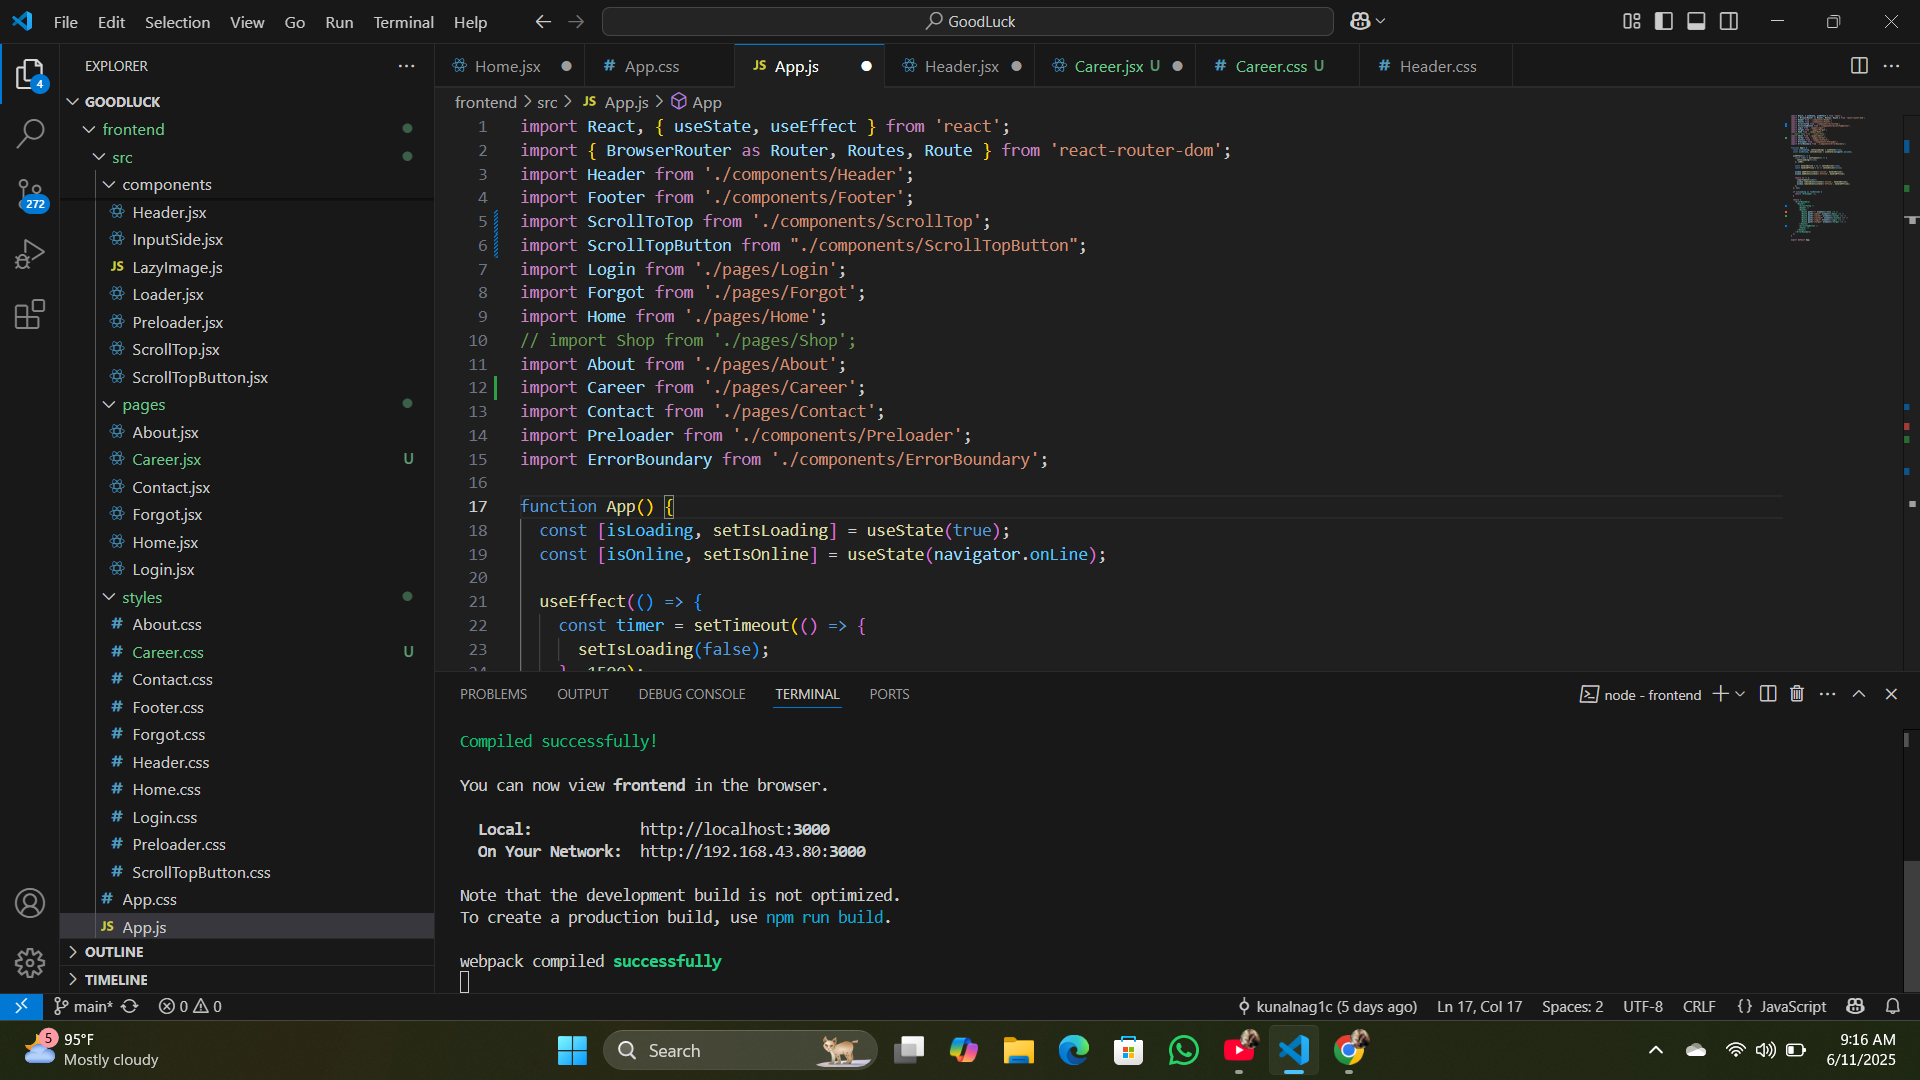 File Edit Selection View Go Run Terminal Help
GoodLuck
EXPLORER
GOODLUCK
frontend
src
components
Header.jsx
InputSide.jsx
JS LazyImage.js
Loader.jsx
Preloader.jsx
ScrollTop.jsx
ScrollTopButton.jsx
pages
About.jsx
Career.jsx U
Contact.jsx
Forgot.jsx
Home.jsx
Login.jsx
styles
# About.css
# Career.css U
# Contact.css
# Footer.css
# Forgot.css
# Header.css
# Home.css
# Login.css
# Preloader.css
# ScrollTopButton.css
# App.css
JS App.js
OUTLINE
TIMELINE
4
272
Home.jsx
# App.css
JS App.js
Header.jsx
Career.jsx U
# Career.css U
# Header.css
frontend > src > JS App.js > App
1 import React, { useState, useEffect } from 'react';
2 import { BrowserRouter as Router, Routes, Route } from 'react-router-dom';
3 import Header from './components/Header';
4 import Footer from './components/Footer';
5 import ScrollToTop from './components/ScrollTop';
6 import ScrollTopButton from "./components/ScrollTopButton";
7 import Login from './pages/Login';
8 import Forgot from './pages/Forgot';
9 import Home from './pages/Home';
10 // import Shop from './pages/Shop';
11 import About from './pages/About';
12 import Career from './pages/Career';
13 import Contact from './pages/Contact';
14 import Preloader from './components/Preloader';
15 import ErrorBoundary from './components/ErrorBoundary';
16
17 function App() {
18 const [isLoading, setIsLoading] = useState(true);
19 const [isOnline, setIsOnline] = useState(navigator.onLine);
20
21 useEffect(() => {
22 const timer = setTimeout(() => {
23 setIsLoading(false);
24 }, 1500);
PROBLEMS OUTPUT DEBUG CONSOLE TERMINAL PORTS
node - frontend
Compiled successfully!
You can now view frontend in the browser.
Local: http://localhost:3000
On Your Network: http://192.168.43.80:3000
Note that the development build is not optimized.
To create a production build, use npm run build.
webpack compiled successfully
main* 0 0
kunalnag1c (5 days ago) Ln 17, Col 17 Spaces: 2 UTF-8 CRLF {} JavaScript
5
95°F
Mostly cloudy
Search
9:16 AM
6/11/2025